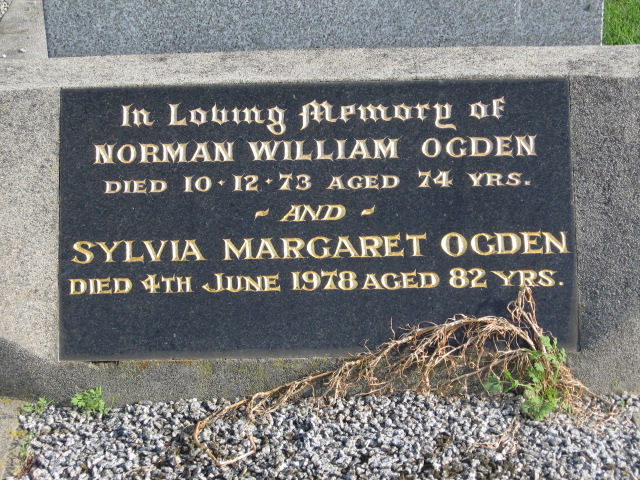 In Loving Memory of
NORMAN WILLIAM OGDEN
DIED 10·12·73 AGED 74 YRS.
~ AND ~
SYLVIA MARGARET OGDEN
DIED 4TH JUNE 1978 AGED 82 YRS.